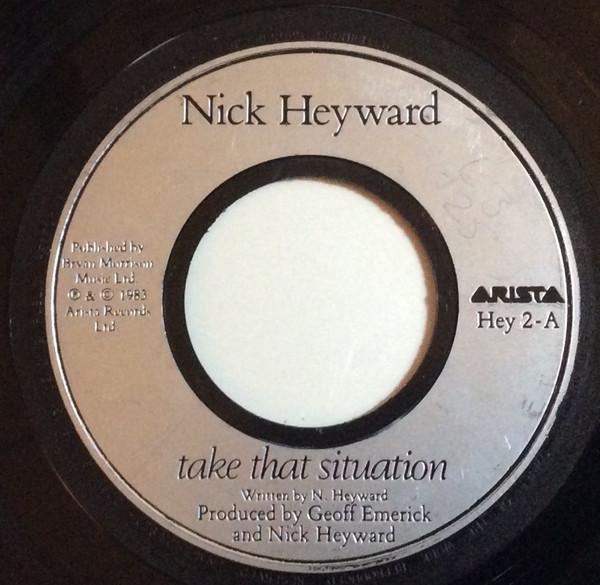 Nick Heyward
Published by
Bryan Morrison
Music Ltd.
℗ & © 1983
Arista Records
Ltd.
ARISTA
Hey 2-A
take that situation
Written by N. Heyward
Produced by Geoff Emerick
and Nick Heyward